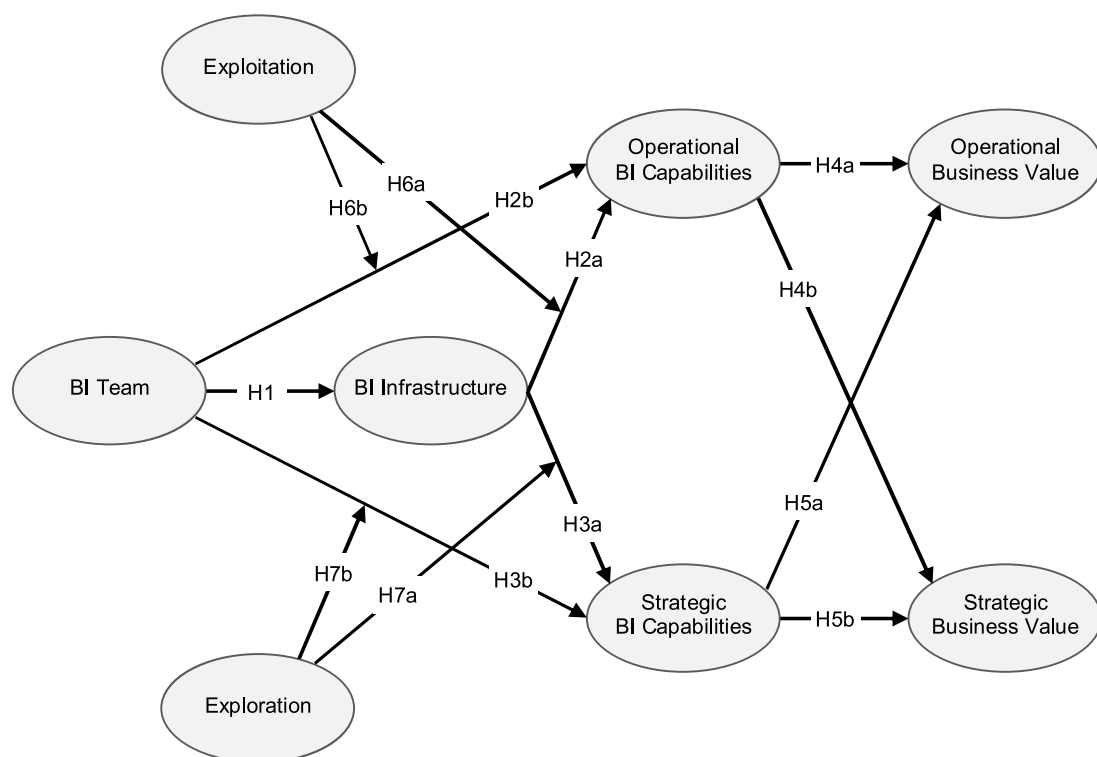 Exploitation
Operational
BI Capabilities
Operational
Business Value
H4a
H6a
H6b
H2b
H2a
H4b
BI Team
H1
BI Infrastructure
H5a
H3a
H7b
H7a
H3b
Strategic
BI Capabilities
H5b
Strategic
Business Value
Exploration